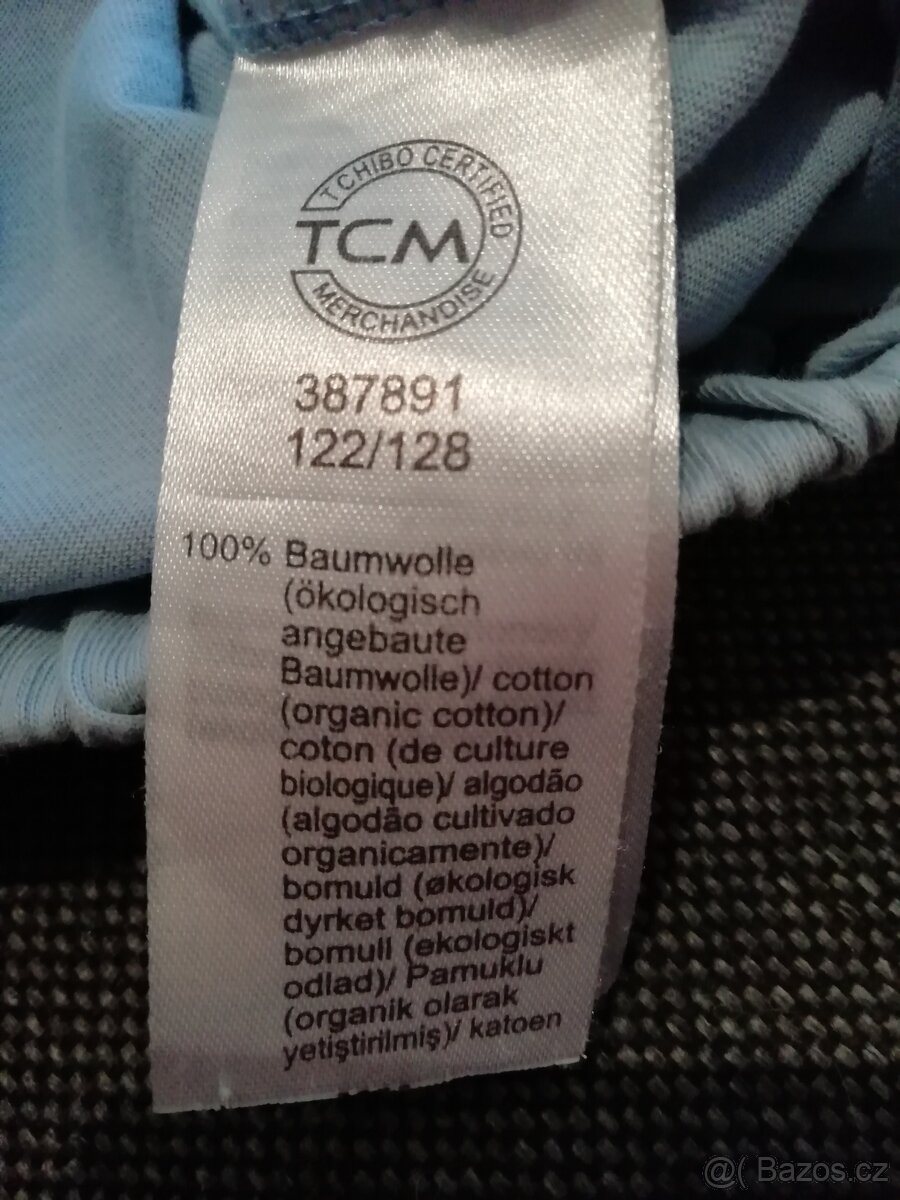 TCHIBO CERTIFIED
TCM
MERCHANDISE
387891
122/128
100% Baumwolle
(ökologisch
angebaute
Baumwolle)/ cotton
(organic cotton)/
coton (de culture
biologique)/ algodão
(algodão cultivado
organicamente)/
bomuld (økologisk
dyrket bomuld)/
bomull (ekologiskt
odlad)/ Pamuklu
(organik olarak
yetiştirilmiş)/ katoen
@( Bazos.cz